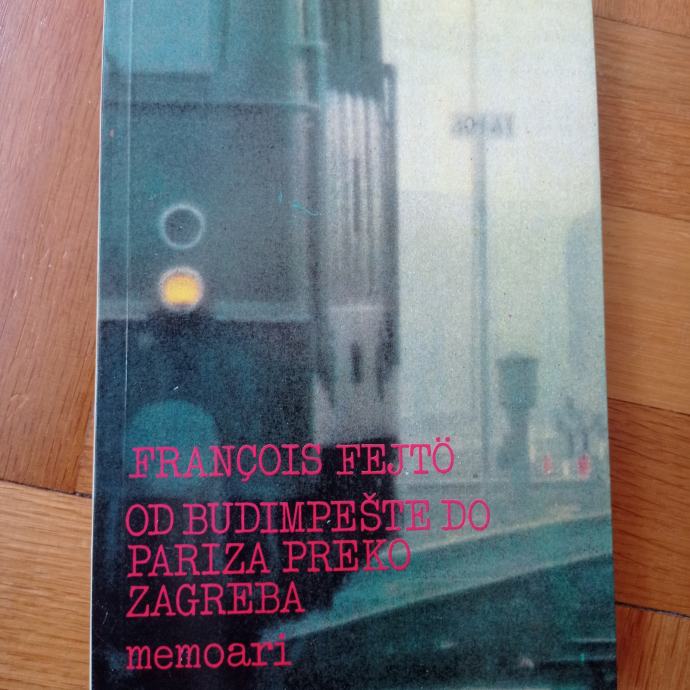 FRANÇOIS FEJTÖ
OD BUDIMPEŠTE DO
PARIZA PREKO
ZAGREBA
memoari